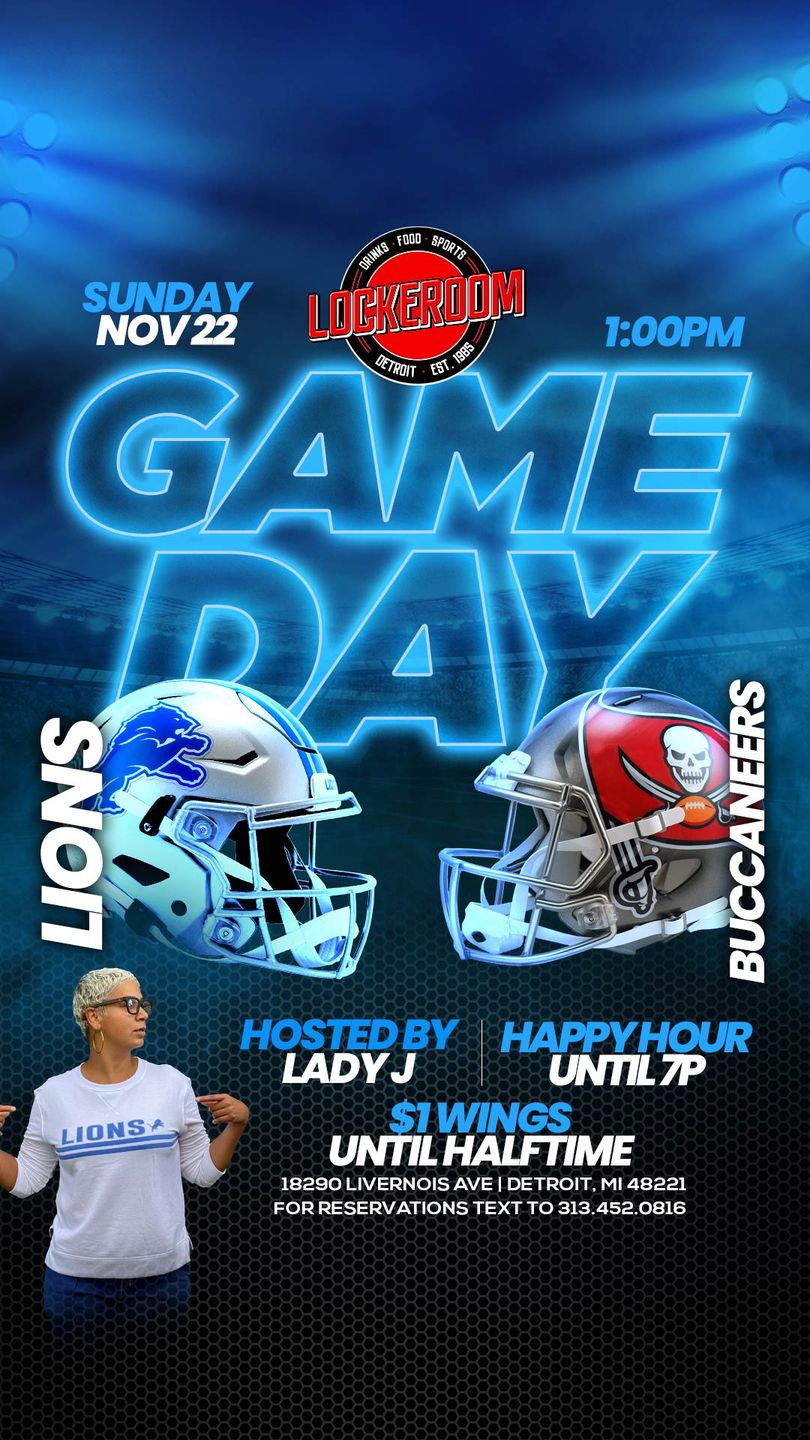 DRINKS · FOOD · SPORTS
LOCKEROOM
DETROIT · EST. 1985
SUNDAY
NOV 22
1:00PM
GAME
DAY
LIONS
BUCCANEERS
HOSTED BY
LADY J
HAPPY HOUR
UNTIL 7P
LIONS
$1 WINGS
UNTIL HALFTIME
18290 LIVERNOIS AVE | DETROIT, MI 48221
FOR RESERVATIONS TEXT TO 313.452.0816